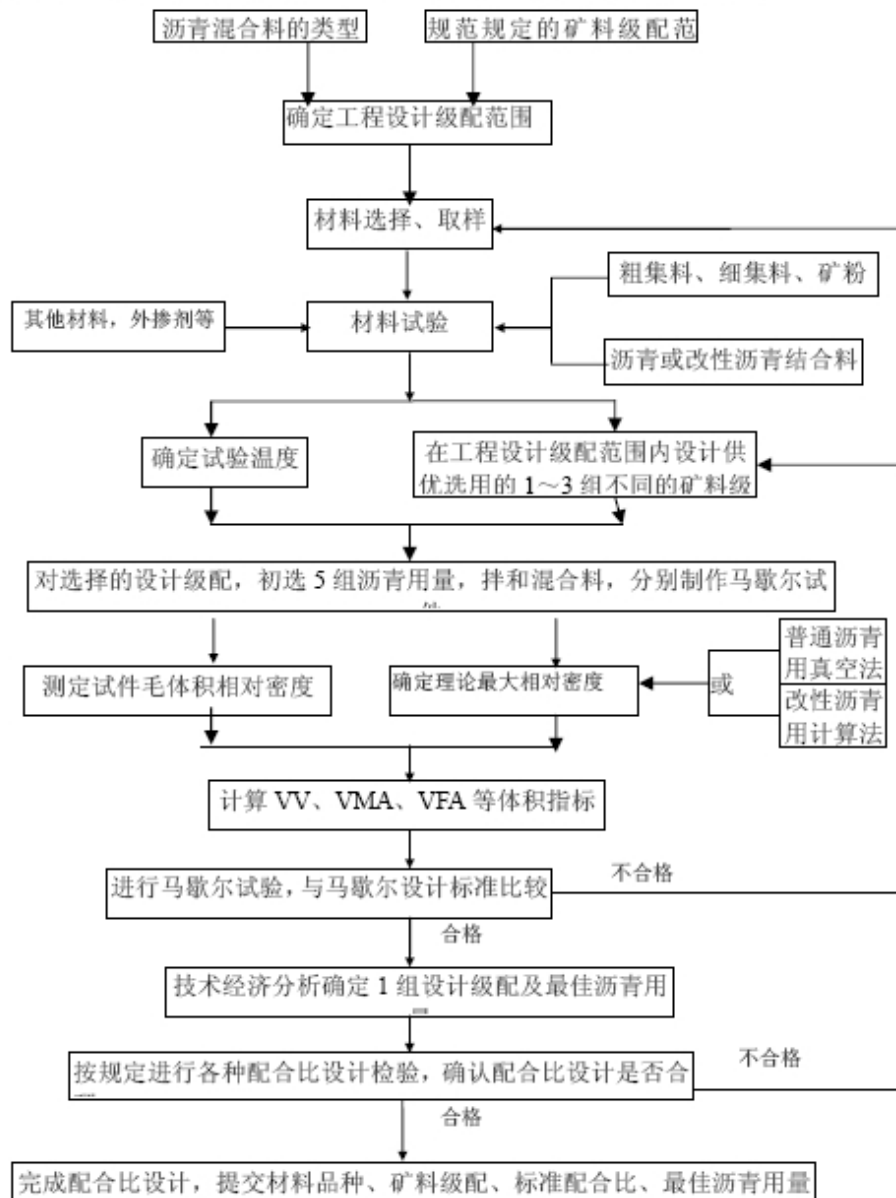 沥青混合料的类型
规范规定的矿料级配范
确定工程设计级配范围
材料选择、取样
粗集料、细集料、矿粉
其他材料，外掺剂等
材料试验
沥青或改性沥青结合料
确定试验温度
在工程设计级配范围内设计供
优选用的 1～3 组不同的矿料级
对选择的设计级配，初选 5 组沥青用量，拌和混合料，分别制作马歇尔试
普通沥青
用真空法
测定试件毛体积相对密度
确定理论最大相对密度
或
改性沥青
用计算法
计算 VV、VMA、VFA 等体积指标
进行马歇尔试验，与马歇尔设计标准比较
不合格
合格
技术经济分析确定 1 组设计级配及最佳沥青用
按规定进行各种配合比设计检验，确认配合比设计是否合
不合格
合格
完成配合比设计，提交材料品种、矿料级配、标准配合比、最佳沥青用量